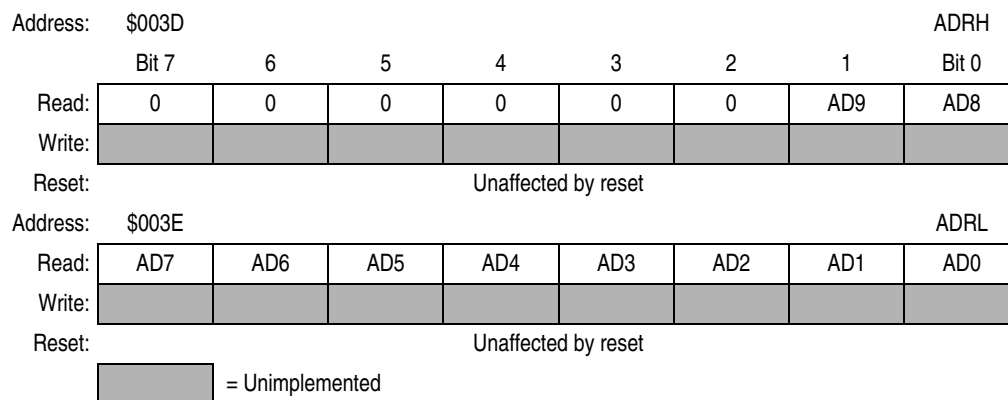 Address: $003D ADRH
Bit 7 6 5 4 3 2 1 Bit 0
Read: 0 0 0 0 0 0 AD9 AD8
Write:
Reset: Unaffected by reset
Address: $003E ADRL
Read: AD7 AD6 AD5 AD4 AD3 AD2 AD1 AD0
Write:
Reset: Unaffected by reset
= Unimplemented